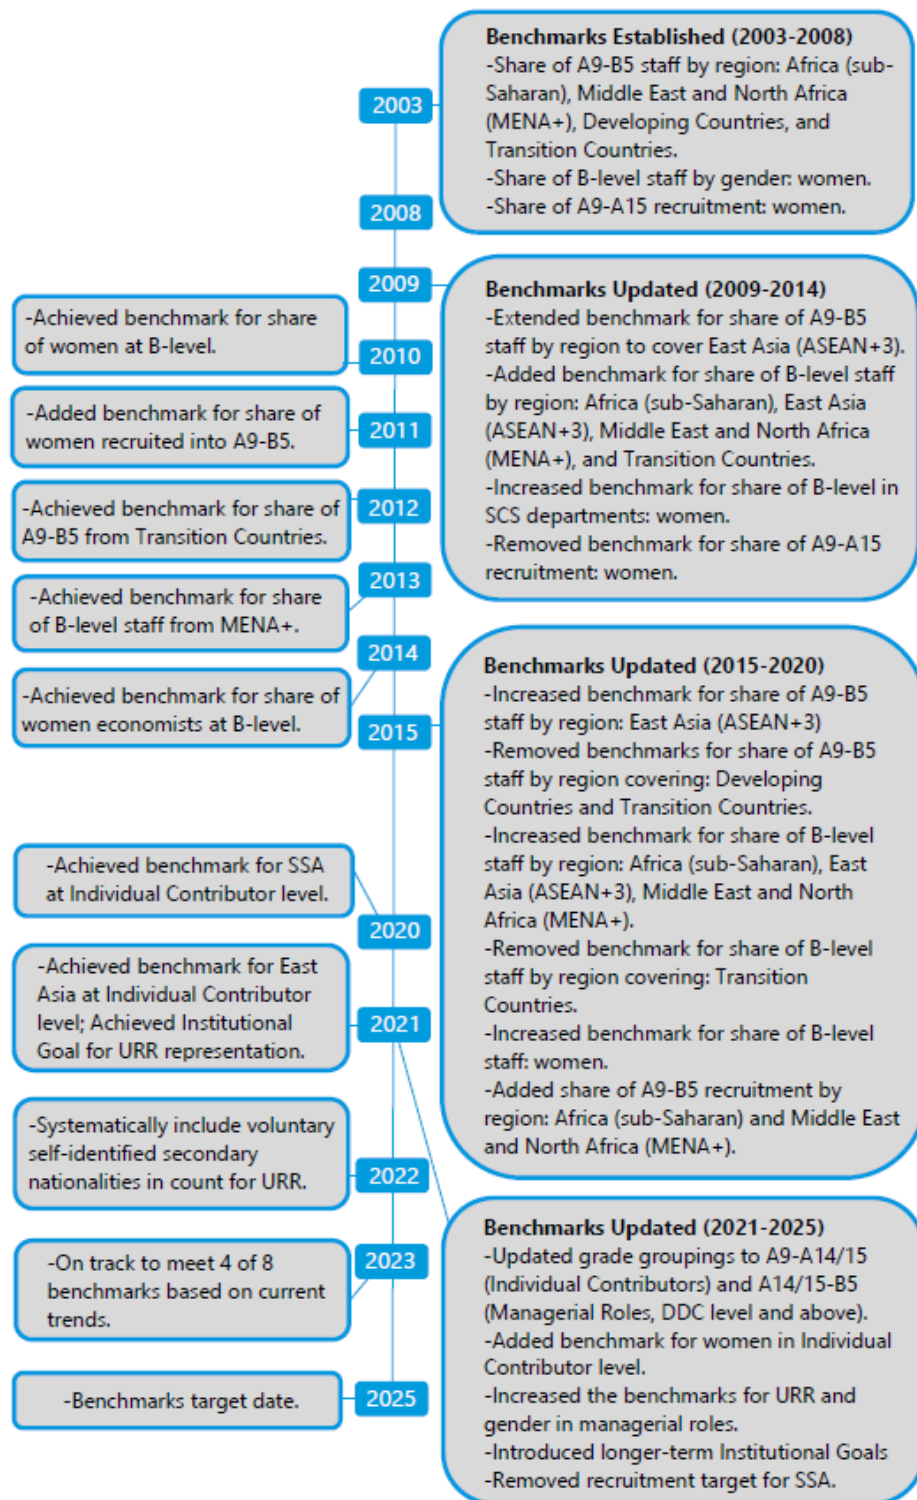 Benchmarks Established (2003-2008)
-Share of A9-B5 staff by region: Africa (sub-
Saharan), Middle East and North Africa
(MENA+), Developing Countries, and
Transition Countries.
-Share of B-level staff by gender: women.
-Share of A9-A15 recruitment: women.
2003
2008
2009
Benchmarks Updated (2009-2014)
-Extended benchmark for share of A9-B5
staff by region to cover East Asia (ASEAN+3).
-Added benchmark for share of B-level staff
by region: Africa (sub-Saharan), East Asia
(ASEAN+3), Middle East and North Africa
(MENA+), and Transition Countries.
-Increased benchmark for share of B-level in
SCS departments: women.
-Removed benchmark for share of A9-A15
recruitment: women.
-Achieved benchmark for share
of women at B-level.
2010
-Added benchmark for share of
women recruited into A9-B5.
2011
-Achieved benchmark for share of
A9-B5 from Transition Countries.
2012
-Achieved benchmark for share
of B-level staff from MENA+.
2013
-Achieved benchmark for share of
women economists at B-level.
2014
2015
Benchmarks Updated (2015-2020)
-Increased benchmark for share of A9-B5
staff by region: East Asia (ASEAN+3)
-Removed benchmarks for share of A9-B5
staff by region covering: Developing
Countries and Transition Countries.
-Increased benchmark for share of B-level
staff by region: Africa (sub-Saharan), East
Asia (ASEAN+3), Middle East and North
Africa (MENA+).
-Removed benchmark for share of B-level
staff by region covering: Transition
Countries.
-Increased benchmark for share of B-level
staff: women.
-Added share of A9-B5 recruitment by
region: Africa (sub-Saharan) and Middle East
and North Africa (MENA+).
-Achieved benchmark for SSA
at Individual Contributor level.
2020
-Achieved benchmark for East
Asia at Individual Contributor
level; Achieved Institutional
Goal for URR representation.
2021
-Systematically include voluntary
self-identified secondary
nationalities in count for URR.
2022
Benchmarks Updated (2021-2025)
-Updated grade groupings to A9-A14/15
(Individual Contributors) and A14/15-B5
(Managerial Roles, DDC level and above).
-Added benchmark for women in Individual
Contributor level.
-Increased the benchmarks for URR and
gender in managerial roles.
-Introduced longer-term Institutional Goals
-Removed recruitment target for SSA.
-On track to meet 4 of 8
benchmarks based on current
trends.
2023
-Benchmarks target date.
2025